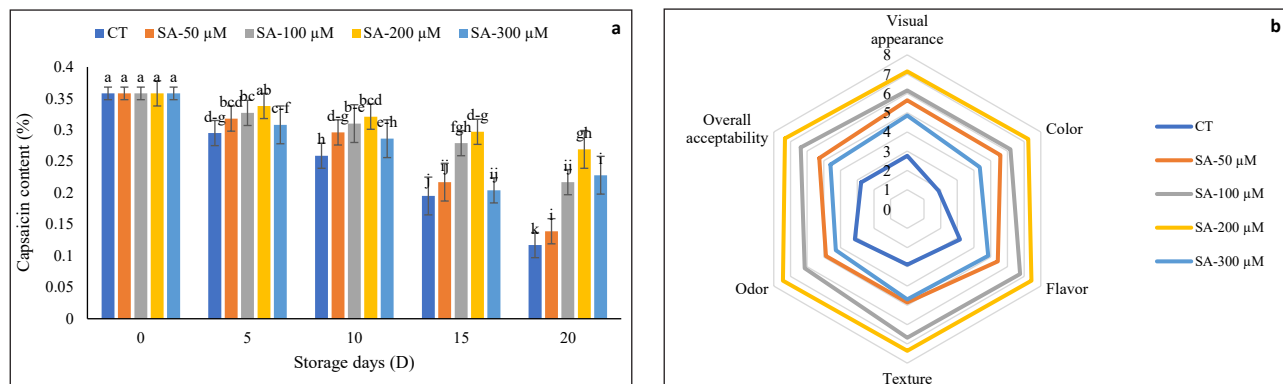 CT SA-50 µM SA-100 µM SA-200 µM SA-300 µM
a
Capsaicin content (%)
0.4
0.35
0.3
0.25
0.2
0.15
0.1
0.05
0
a a a a a
d-g bcd bc ab c-f
h d-g b-e bcd e-h
j ij fgh d-g ij
k ij gh i
0 5 10 15 20
Storage days (D)
b
Visual
appearance
Color
Flavor
Texture
Odor
Overall
acceptability
8
7
6
5
4
3
2
1
0
CT
SA-50 µM
SA-100 µM
SA-200 µM
SA-300 µM